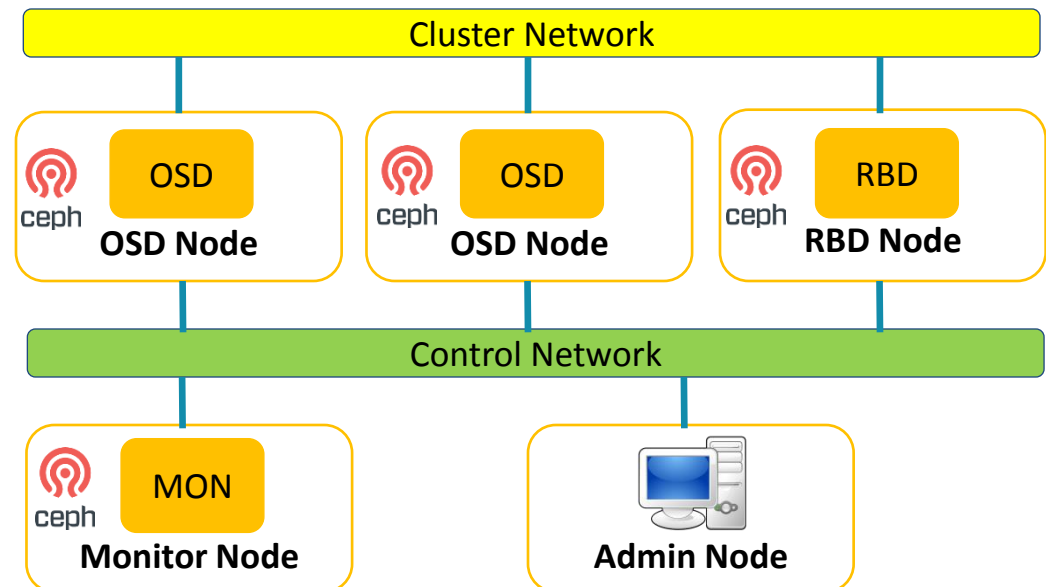 Cluster Network
OSD
ceph
OSD Node
OSD
ceph
OSD Node
RBD
ceph
RBD Node
Control Network
MON
ceph
Monitor Node
Admin Node